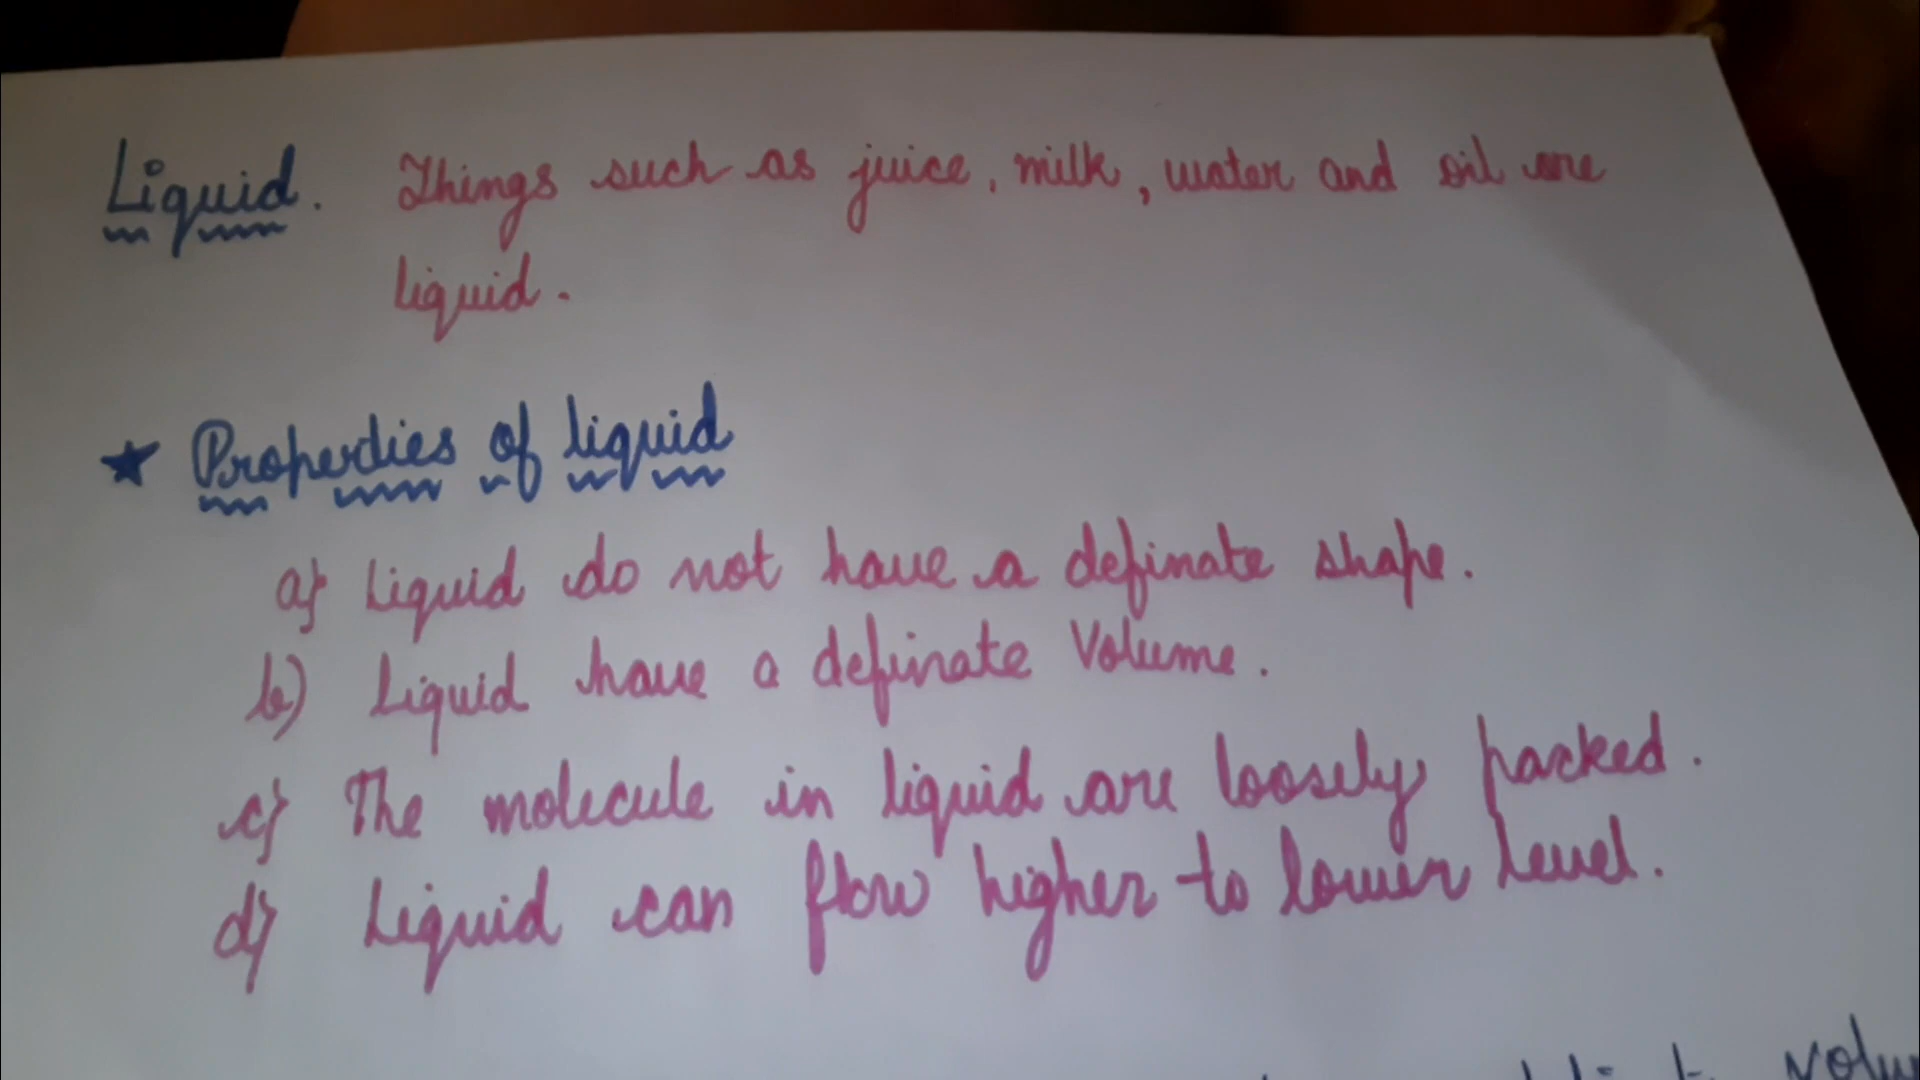 Liquid. Things such as juice, milk, water and oil are
liquid.
★ Properties of liquid
a) Liquid do not have a definate shape.
b) Liquid have a definate Volume.
c) The molecule in liquid are loosely packed.
d) Liquid can flow higher to lower level.